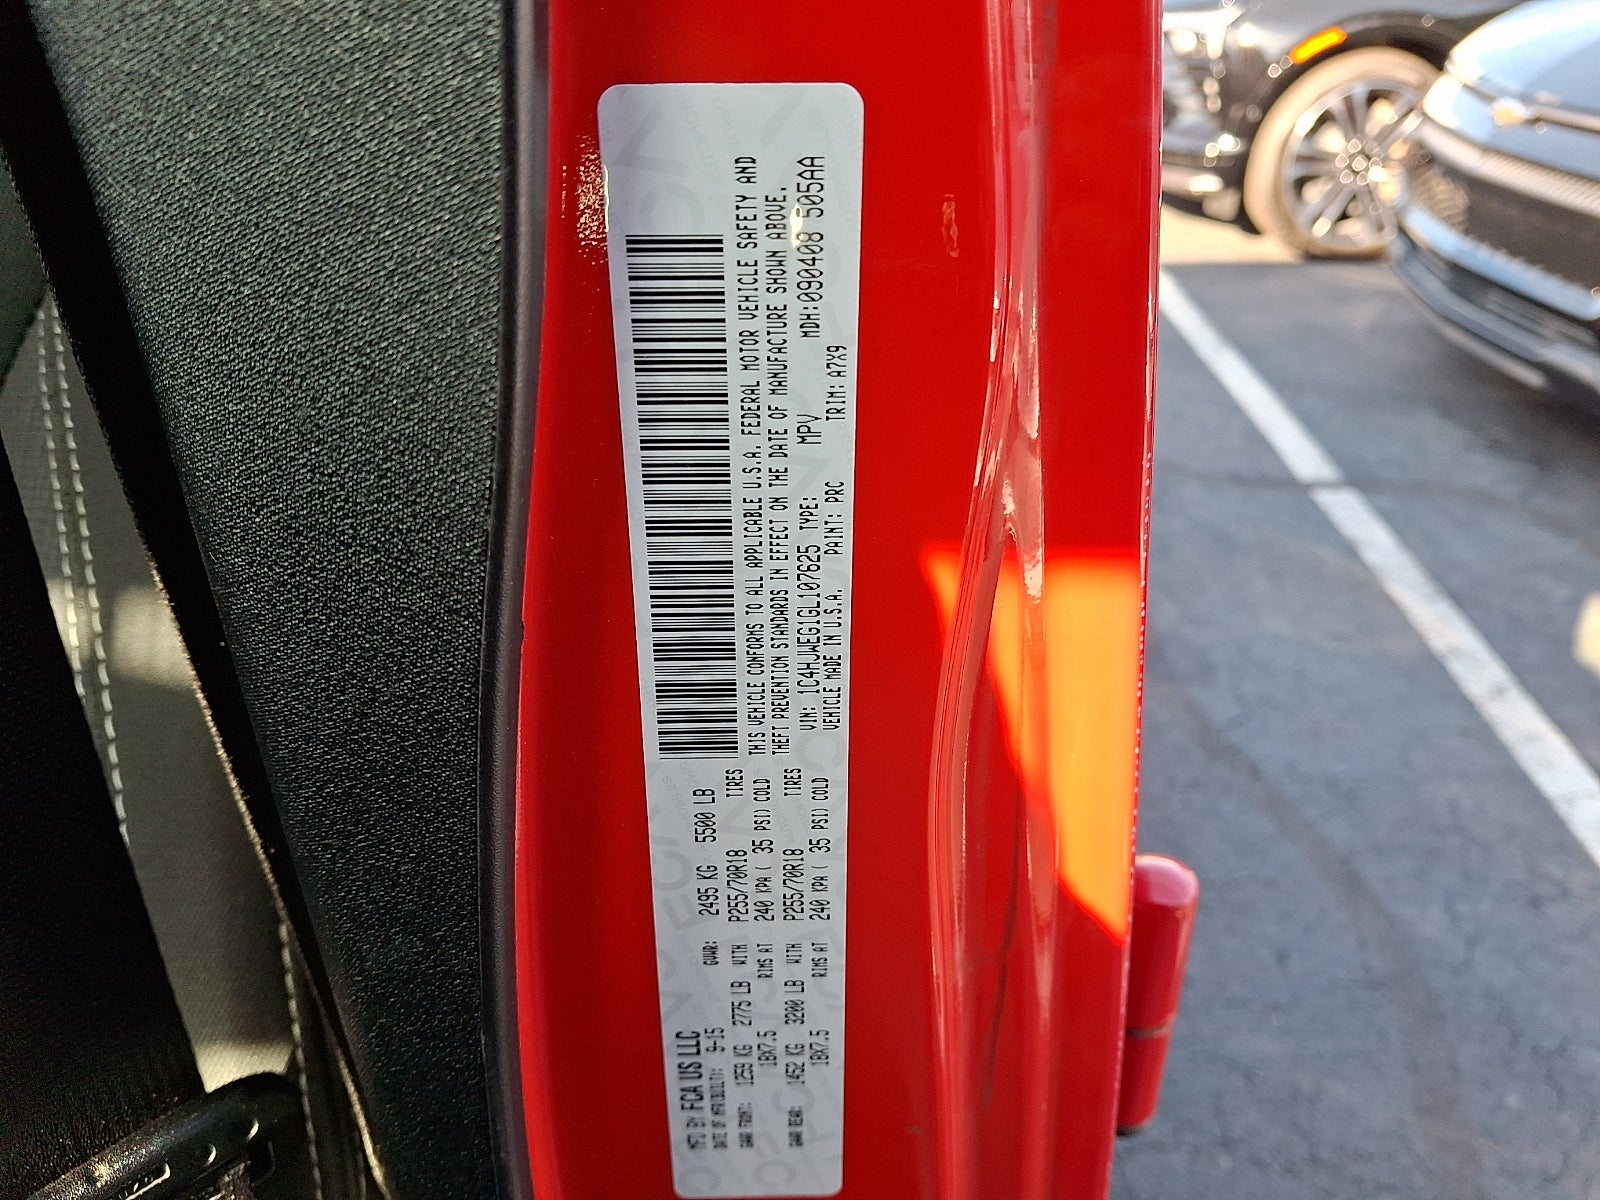 MFD BY FCA US LLC
DATE OF MFR(BUILT): 9-15 GVWR: 2495 KG 5500 LB
GAWR FRONT: 1259 KG 2775 LB WITH P255/70R18 TIRES
18X7.5 RIMS AT 240 KPA ( 35 PSI) COLD
GAWR REAR: 1452 KG 3200 LB WITH P255/70R18 TIRES
18X7.5 RIMS AT 240 KPA ( 35 PSI) COLD
THIS VEHICLE CONFORMS TO ALL APPLICABLE U.S.A. FEDERAL MOTOR VEHICLE SAFETY AND
THEFT PREVENTION STANDARDS IN EFFECT ON THE DATE OF MANUFACTURE SHOWN ABOVE.
VIN: 1C4HJWEG1GL107625 TYPE: MPV MDH:090408 505AA
VEHICLE MADE IN U.S.A. PAINT: PRC TRIM: A7X9